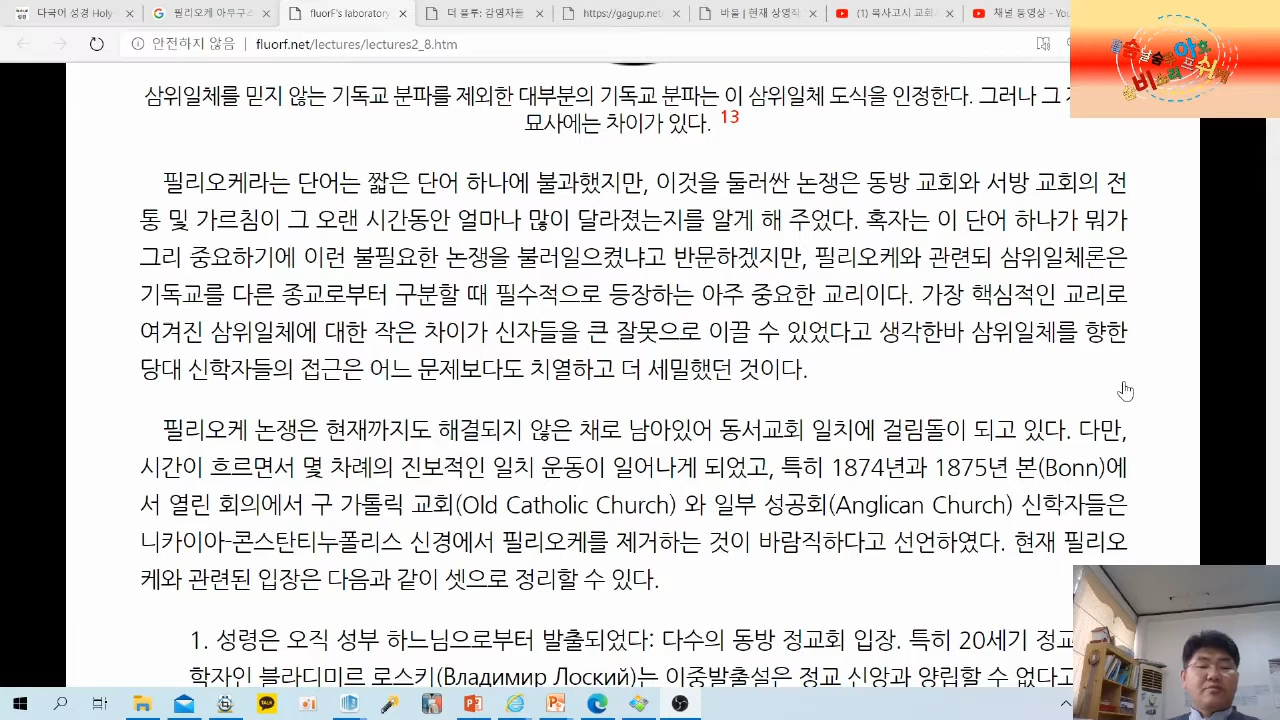 다국어 성경 Holy
필리오케 아우구스
fluorF's laboratory
더 플루: 감염자들
https://gagup.net
바울 | 현재 상영작
(1) 목사고시 교회
채널 동영상 - You
안전하지 않음 fluorf.net/lectures/lectures2_8.htm
삼위일체를 믿지 않는 기독교 분파를 제외한 대부분의 기독교 분파는 이 삼위일체 도식을 인정한다. 그러나 그
묘사에는 차이가 있다. 13
필리오케라는 단어는 짧은 단어 하나에 불과했지만, 이것을 둘러싼 논쟁은 동방 교회와 서방 교회의 전
통 및 가르침이 그 오랜 시간동안 얼마나 많이 달라졌는지를 알게 해 주었다. 혹자는 이 단어 하나가 뭐가
그리 중요하기에 이런 불필요한 논쟁을 불러일으켰냐고 반문하겠지만, 필리오케와 관련되 삼위일체론은
기독교를 다른 종교로부터 구분할 때 필수적으로 등장하는 아주 중요한 교리이다. 가장 핵심적인 교리로
여겨진 삼위일체에 대한 작은 차이가 신자들을 큰 잘못으로 이끌 수 있었다고 생각한바 삼위일체를 향한
당대 신학자들의 접근은 어느 문제보다도 치열하고 더 세밀했던 것이다.
필리오케 논쟁은 현재까지도 해결되지 않은 채로 남아있어 동서교회 일치에 걸림돌이 되고 있다. 다만,
시간이 흐르면서 몇 차례의 진보적인 일치 운동이 일어나게 되었고, 특히 1874년과 1875년 본(Bonn)에
서 열린 회의에서 구 가톨릭 교회(Old Catholic Church) 와 일부 성공회(Anglican Church) 신학자들은
니카이아-콘스탄티누폴리스 신경에서 필리오케를 제거하는 것이 바람직하다고 선언하였다. 현재 필리오
케와 관련된 입장은 다음과 같이 셋으로 정리할 수 있다.
1. 성령은 오직 성부 하느님으로부터 발출되었다: 다수의 동방 정교회 입장. 특히 20세기 정교
학자인 블라디미르 로스키(Владимир Лоский)는 이중발출설은 정교 신앙과 양립할 수 없다고
TALK